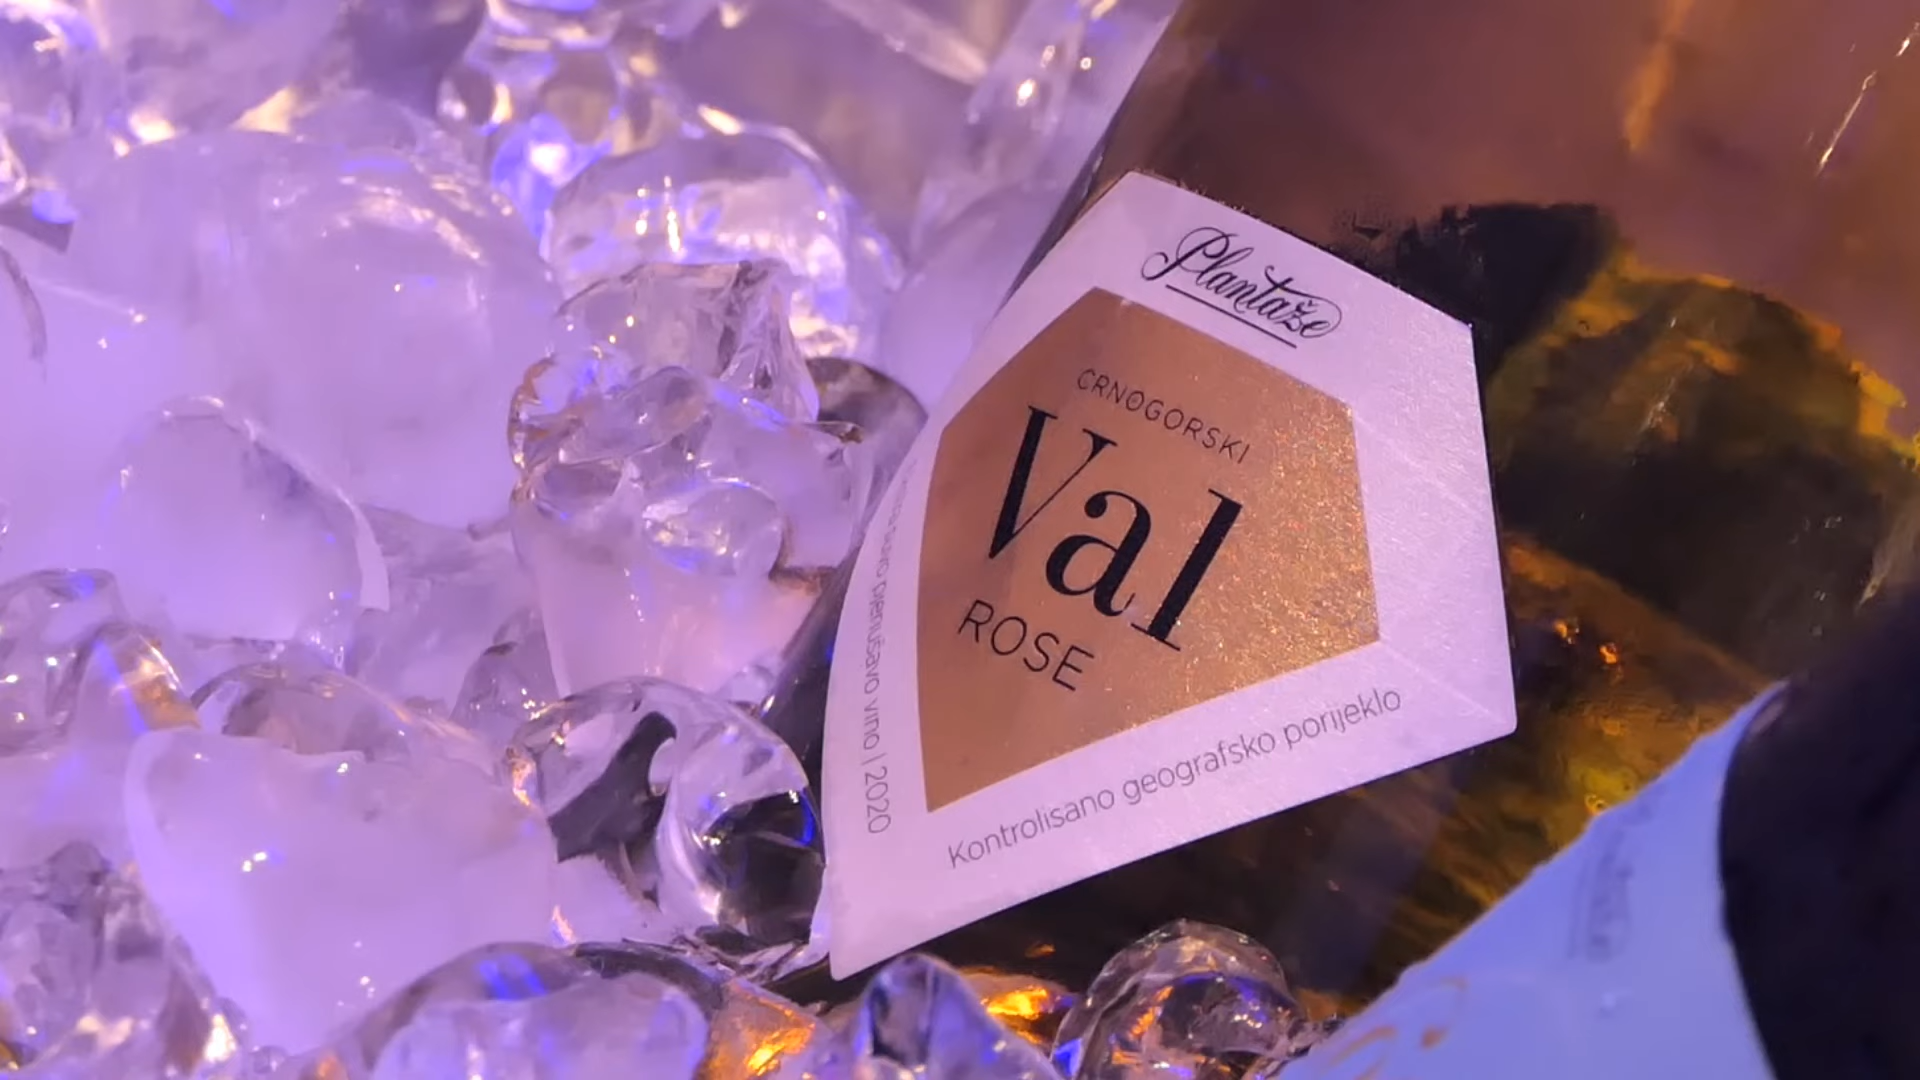 Plantaže
CRNOGORSKI
Val
ROSE
Kontrolisano geografsko porijeklo
vino | 2020